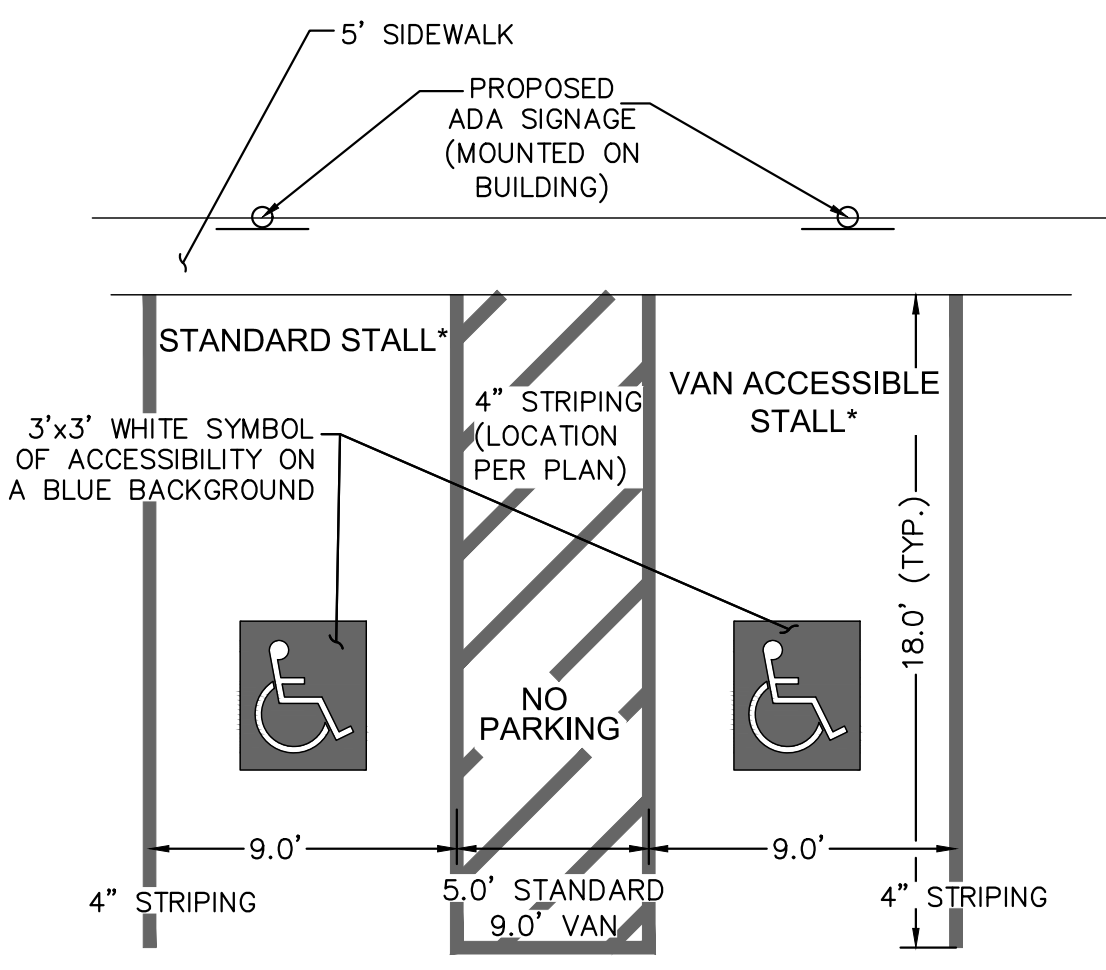 5' SIDEWALK
PROPOSED
ADA SIGNAGE
(MOUNTED ON
BUILDING)
STANDARD STALL*
4" STRIPING
(LOCATION
PER PLAN)
VAN ACCESSIBLE
STALL*
3'x3' WHITE SYMBOL
OF ACCESSIBILITY ON
A BLUE BACKGROUND
18.0' (TYP.)
NO
PARKING
9.0'
9.0'
4" STRIPING
5.0' STANDARD
9.0' VAN
4" STRIPING